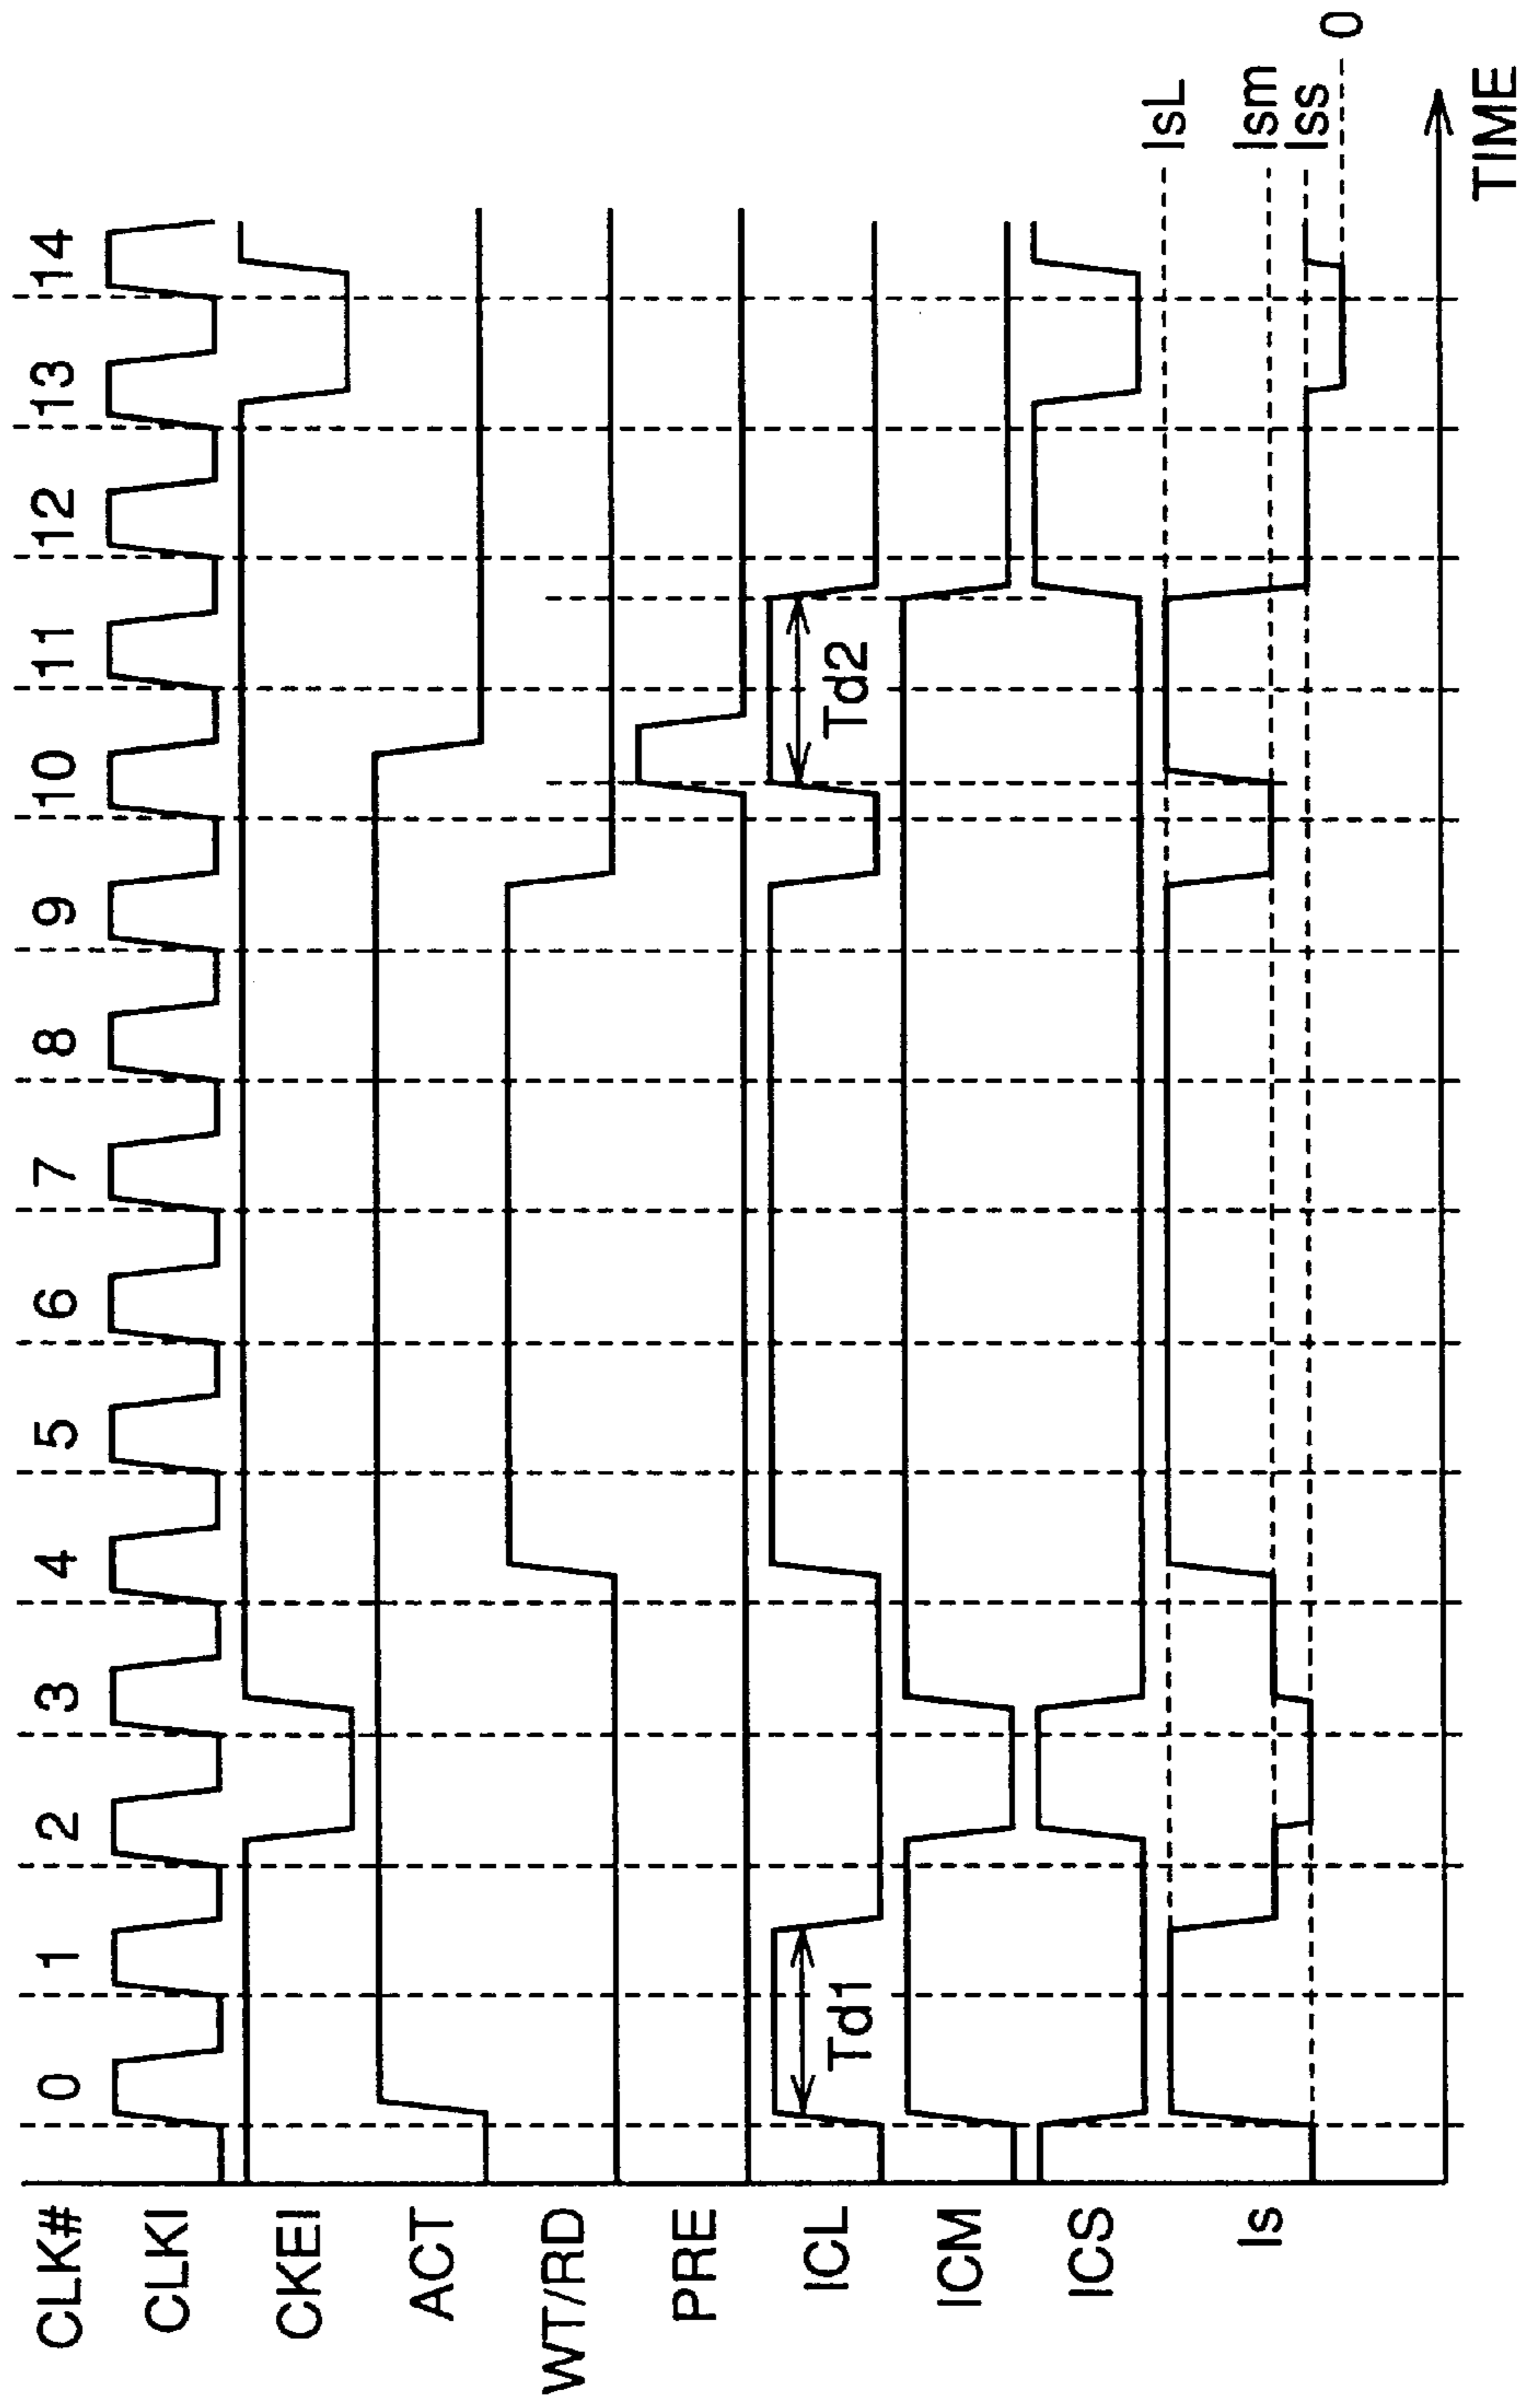 CLK# 0 1 2 3 4 5 6 7 8 9 10 11 12 13 14
CLKI
CKEI
ACT
WT/RD
PRE
ICL
Td1 Td2
ICM
ICS
IsL
Is Ism
Iss
0
TIME